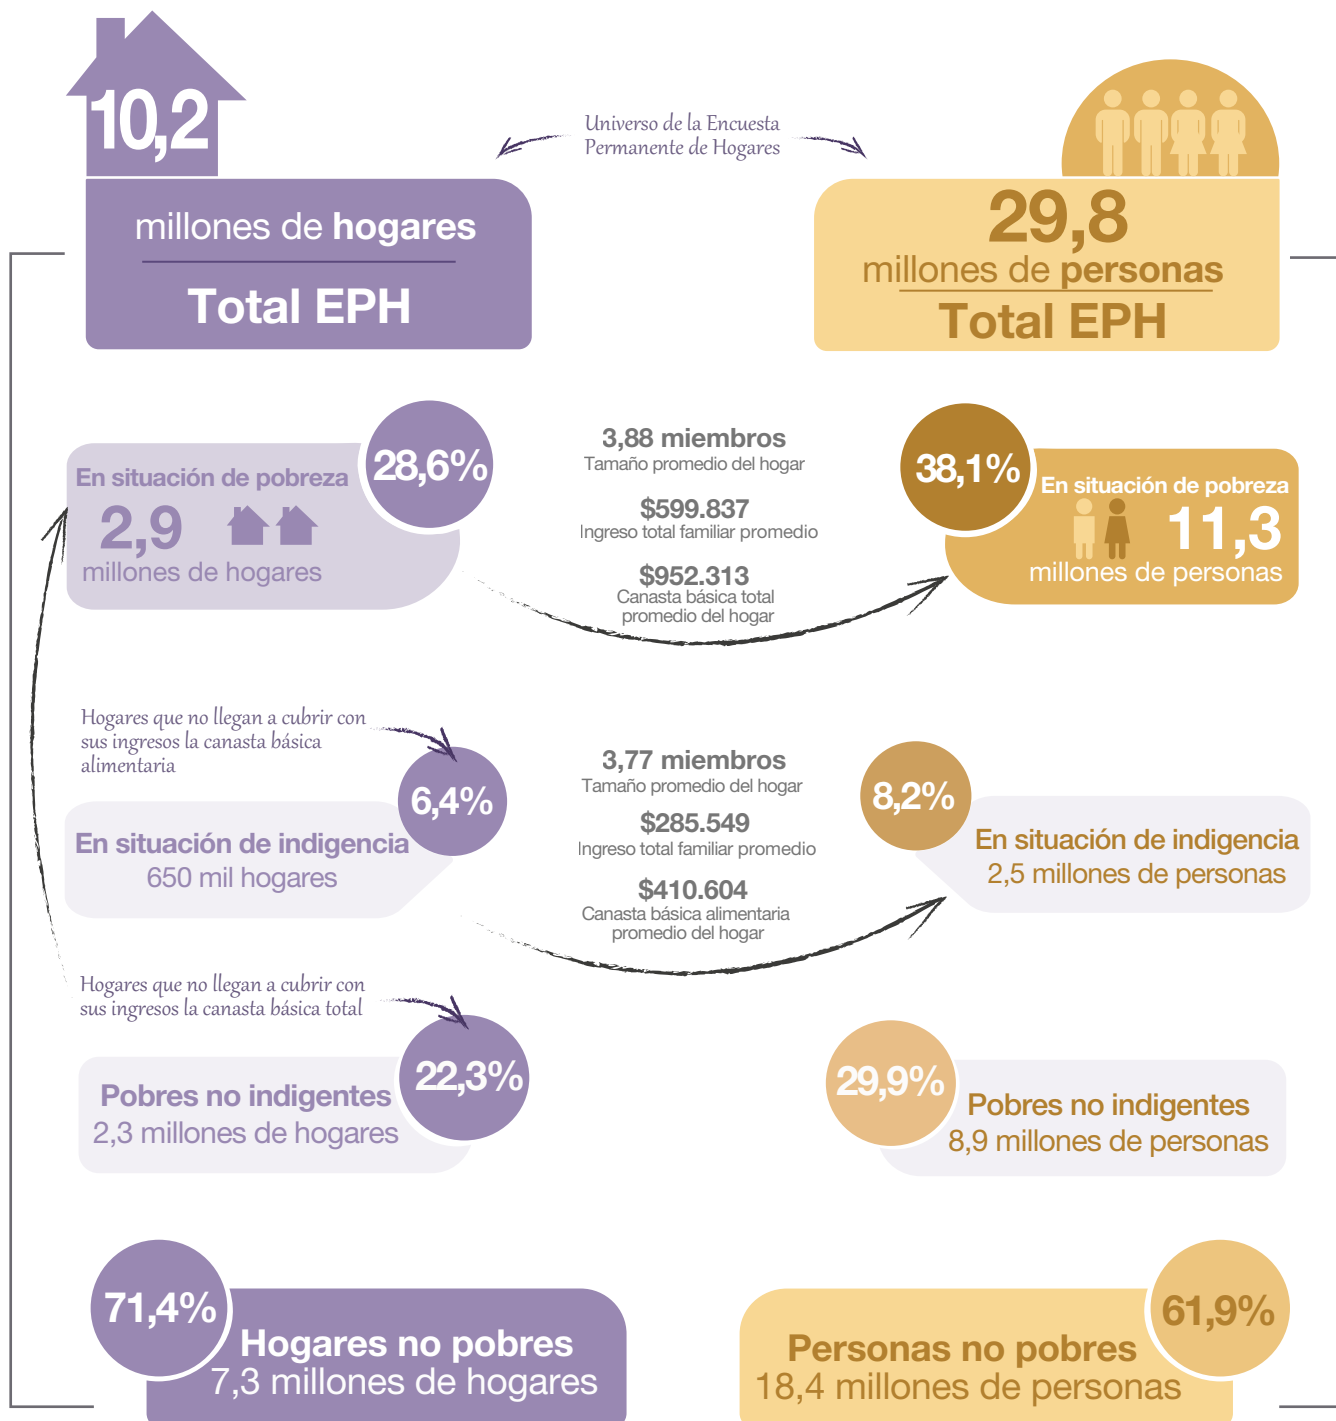 10,2
millones de hogares
Total EPH
Universo de la Encuesta
Permanente de Hogares
29,8
millones de personas
Total EPH
28,6%
En situación de pobreza
2,9
millones de hogares
3,88 miembros
Tamaño promedio del hogar
$599.837
Ingreso total familiar promedio
$952.313
Canasta básica total
promedio del hogar
38,1%
En situación de pobreza
11,3
millones de personas
Hogares que no llegan a cubrir con
sus ingresos la canasta básica
alimentaria
6,4%
En situación de indigencia
650 mil hogares
3,77 miembros
Tamaño promedio del hogar
$285.549
Ingreso total familiar promedio
$410.604
Canasta básica alimentaria
promedio del hogar
8,2%
En situación de indigencia
2,5 millones de personas
Hogares que no llegan a cubrir con
sus ingresos la canasta básica total
22,3%
Pobres no indigentes
2,3 millones de hogares
29,9%
Pobres no indigentes
8,9 millones de personas
71,4%
Hogares no pobres
7,3 millones de hogares
61,9%
Personas no pobres
18,4 millones de personas